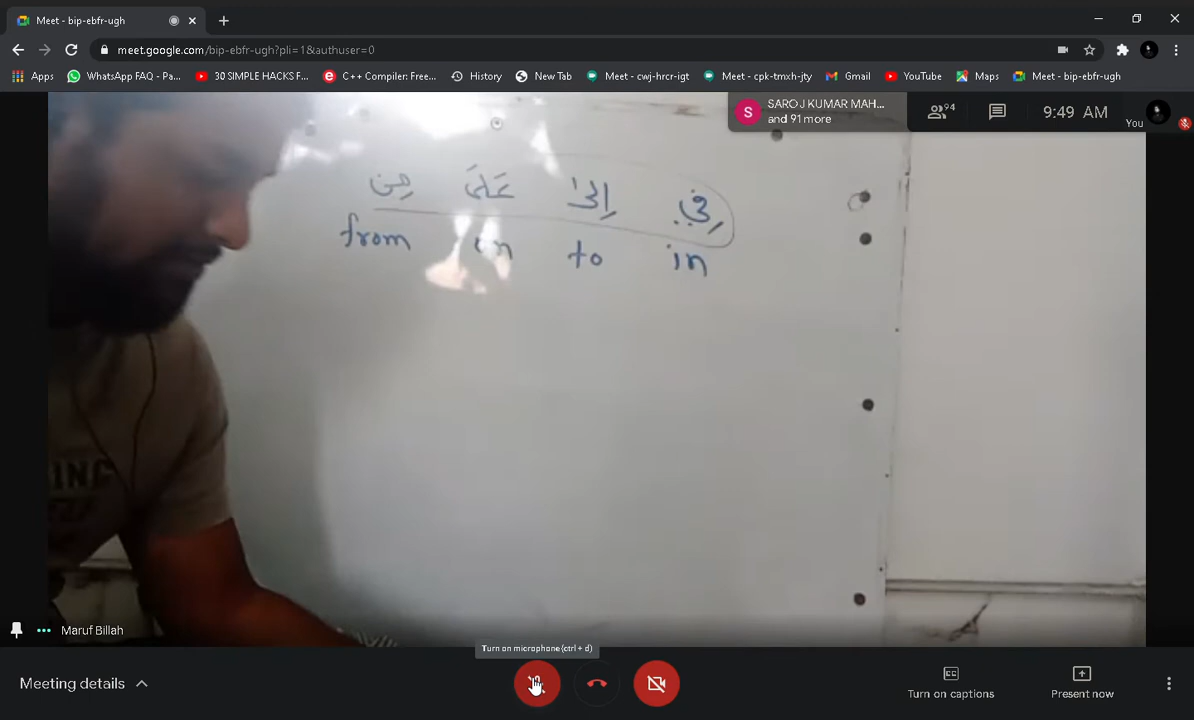 Meet - bip-ebfr-ugh
meet.google.com/bip-ebfr-ugh?pli=1&authuser=0
Apps WhatsApp FAQ - Pa... 30 SIMPLE HACKS F... C++ Compiler: Free... History New Tab Meet - cwj-hrcr-igt Meet - cpk-tmxh-jty Gmail YouTube Maps Meet - bip-ebfr-ugh
S SAROJ KUMAR MAH...
and 91 more
94
9:49 AM
You
فِي إِلىٰ عَلَىَ مِن
from in to in
ING
Maruf Billah
Turn on microphone (ctrl + d)
Meeting details
Turn on captions
Present now